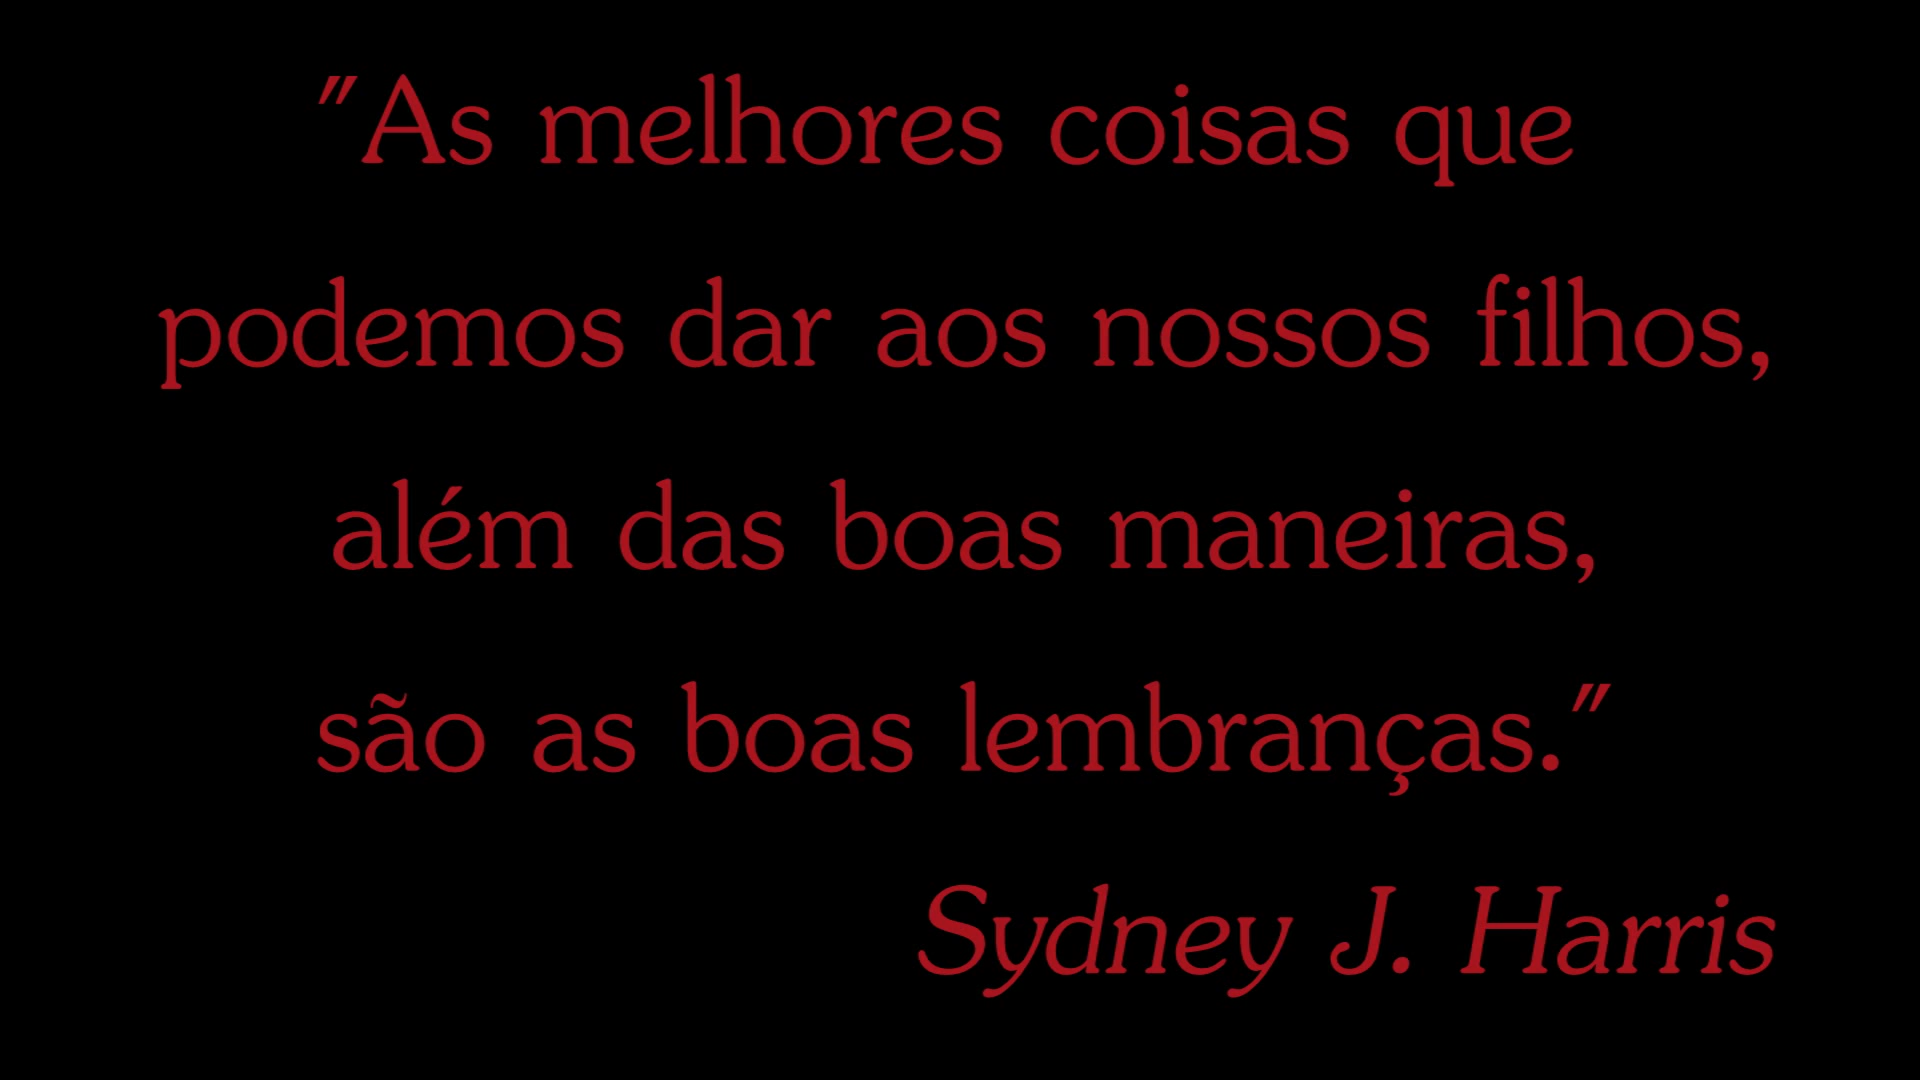 "As melhores coisas que
podemos dar aos nossos filhos,
além das boas maneiras,
são as boas lembranças."
Sydney J. Harris